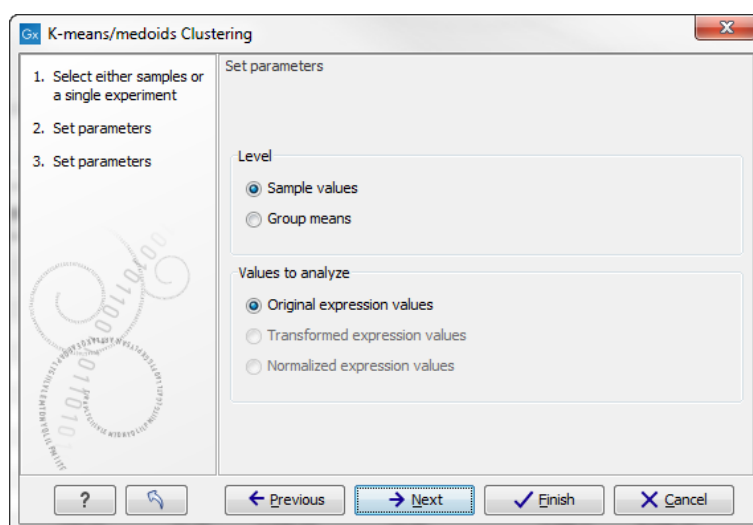 Gx K-means/medoids Clustering
1. Select either samples or
a single experiment
2. Set parameters
3. Set parameters
Set parameters
Level
Sample values
Group means
Values to analyze
Original expression values
Transformed expression values
Normalized expression values
? Previous Next Finish Cancel